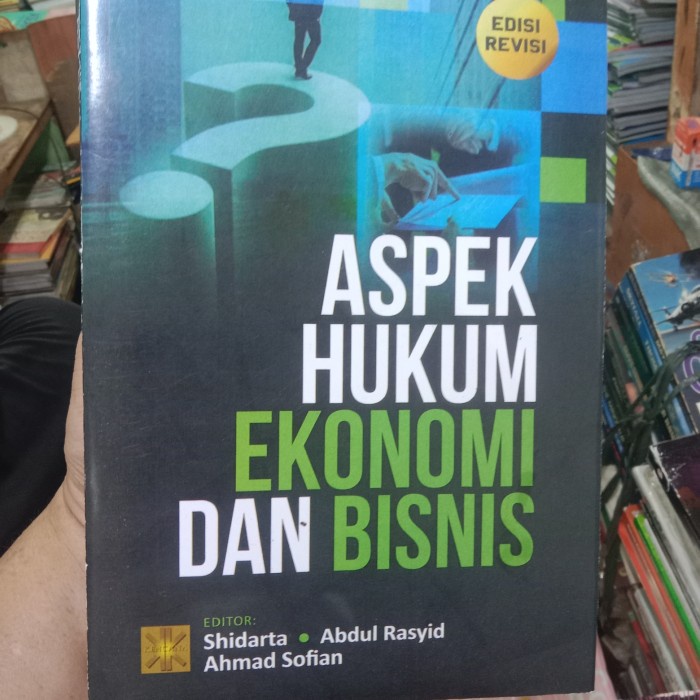 EDISI
REVISI
ASPEK
HUKUM
EKONOMI
DAN BISNIS
EDITOR:
Shidarta • Abdul Rasyid
Ahmad Sofian